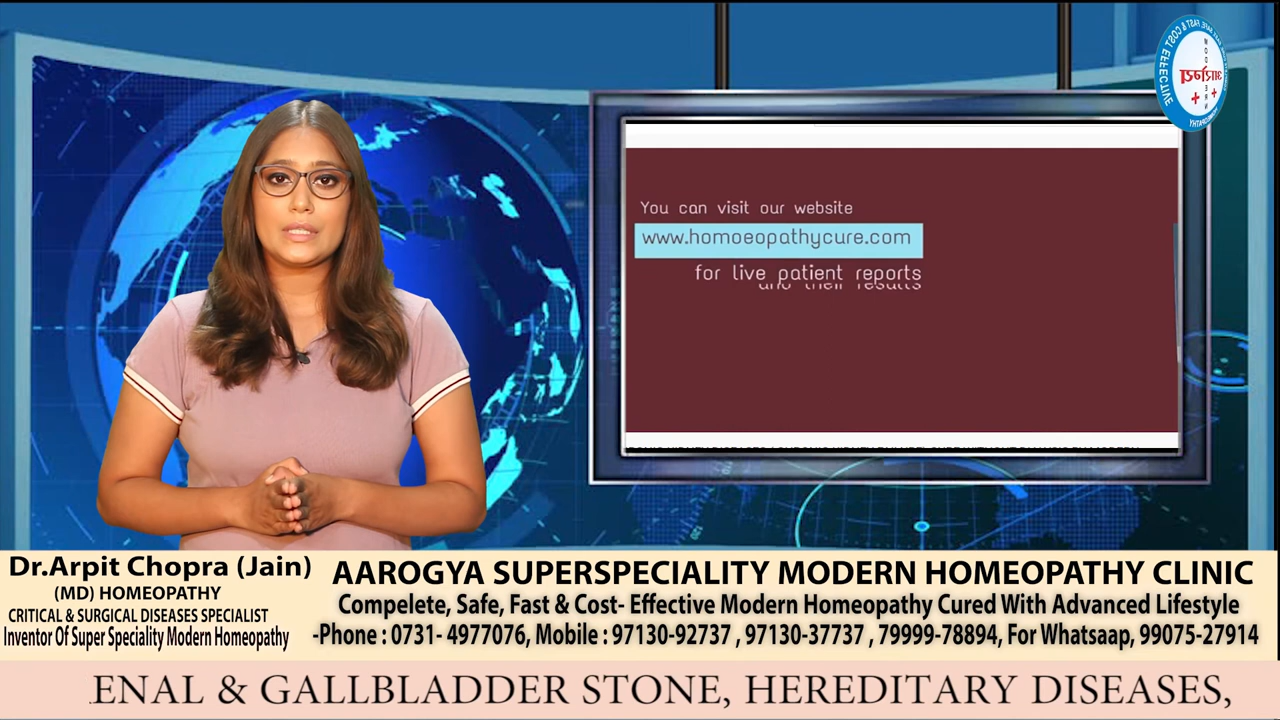 You can visit our website
www.homoeopathycure.com
for live patient reports
and their results
Dr.Arpit Chopra (Jain)
(MD) HOMEOPATHY
CRITICAL & SURGICAL DISEASES SPECIALIST
Inventor Of Super Speciality Modern Homeopathy
AAROGYA SUPERSPECIALITY MODERN HOMEOPATHY CLINIC
Compelete, Safe, Fast & Cost- Effective Modern Homeopathy Cured With Advanced Lifestyle
-Phone : 0731- 4977076, Mobile : 97130-92737 , 97130-37737 , 79999-78894, For Whatsaap, 99075-27914
ENAL & GALLBLADDER STONE, HEREDITARY DISEASES,